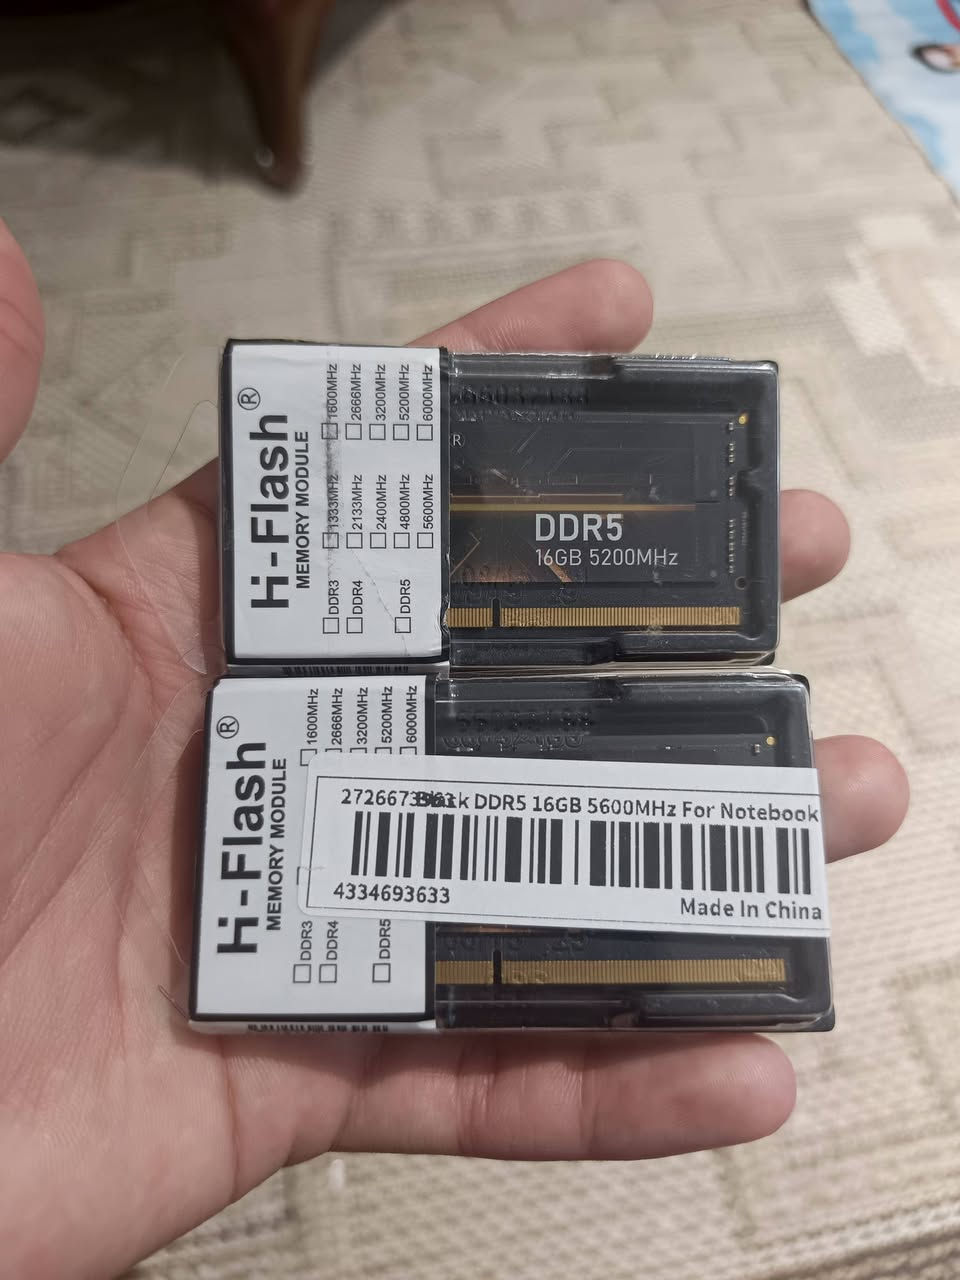 Hi-Flash®
MEMORY MODULE
DDR3 1333MHz 1600MHz
DDR4 2133MHz 2666MHz
2400MHz 3200MHz
DDR5 4800MHz 5200MHz
5600MHz 6000MHz
DDR5
16GB 5200MHz
Hi-Flash®
MEMORY MODULE
DDR3 1600MHz
DDR4 2666MHz
3200MHz
DDR5 5200MHz
6000MHz
DDR5 16GB 5600MHz For Notebook
4334693633
Made In China